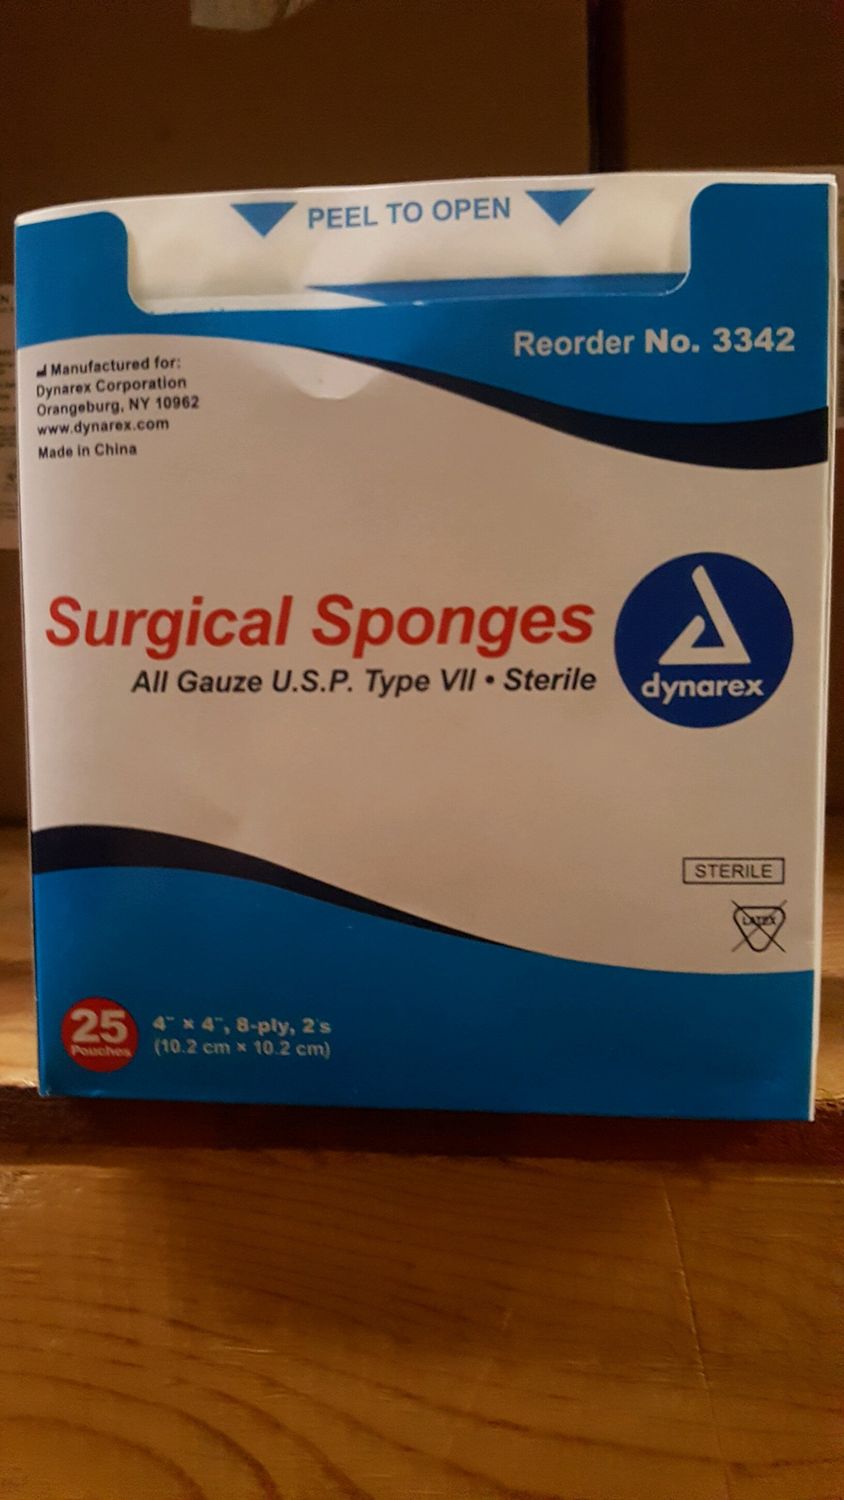 PEEL TO OPEN
Reorder No. 3342
Manufactured for:
Dynarex Corporation
Orangeburg, NY 10962
www.dynarex.com
Made in China
Surgical Sponges
All Gauze U.S.P. Type VII • Sterile
dynarex
STERILE
LATEX
25
Pouches
4" × 4", 8-ply, 2's
(10.2 cm × 10.2 cm)